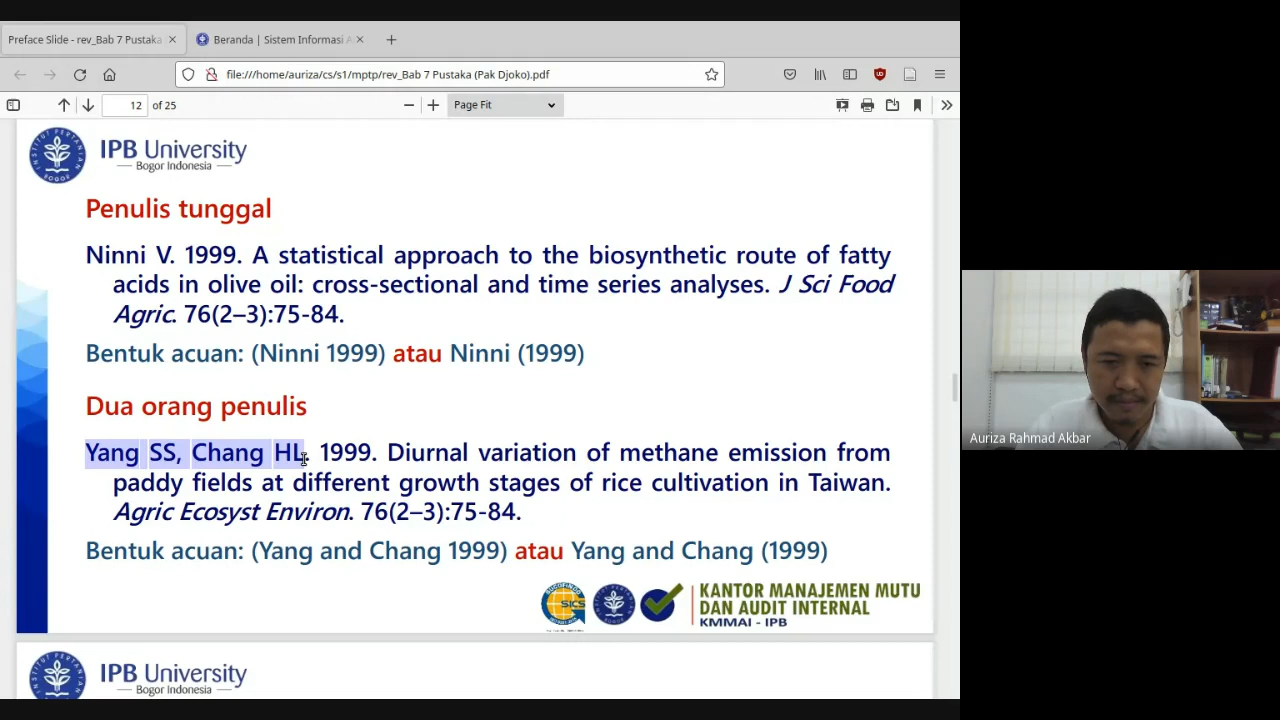 Preface Slide - rev_Bab 7 Pustaka
Beranda | Sistem Informasi A
file:///home/auriza/cs/s1/mptp/rev_Bab 7 Pustaka (Pak Djoko).pdf
12 of 25
Page Fit
IPB University
Bogor Indonesia
Penulis tunggal
Ninni V. 1999. A statistical approach to the biosynthetic route of fatty
acids in olive oil: cross-sectional and time series analyses. J Sci Food
Agric. 76(2–3):75-84.
Bentuk acuan: (Ninni 1999) atau Ninni (1999)
Dua orang penulis
Yang SS, Chang HL. 1999. Diurnal variation of methane emission from
paddy fields at different growth stages of rice cultivation in Taiwan.
Agric Ecosyst Environ. 76(2–3):75-84.
Bentuk acuan: (Yang and Chang 1999) atau Yang and Chang (1999)
SICS
KANTOR MANAJEMEN MUTU
DAN AUDIT INTERNAL
KMMAI - IPB
IPB University
Bogor Indonesia
Auriza Rahmad Akbar